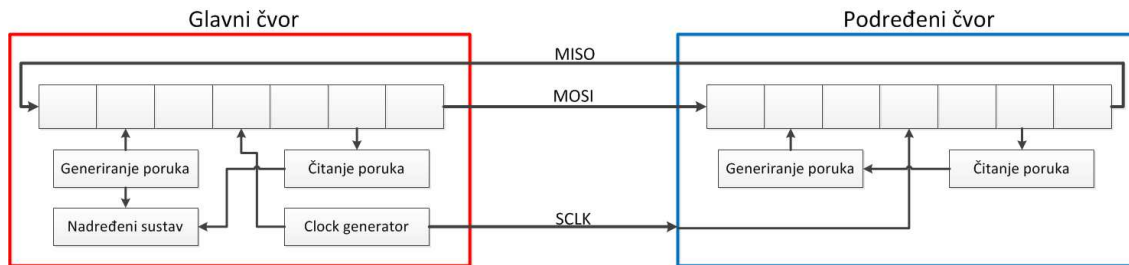 Glavni čvor
Podređeni čvor
MISO
MOSI
Generiranje poruka
Čitanje poruka
Generiranje poruka
Čitanje poruka
Nadređeni sustav
Clock generator
SCLK